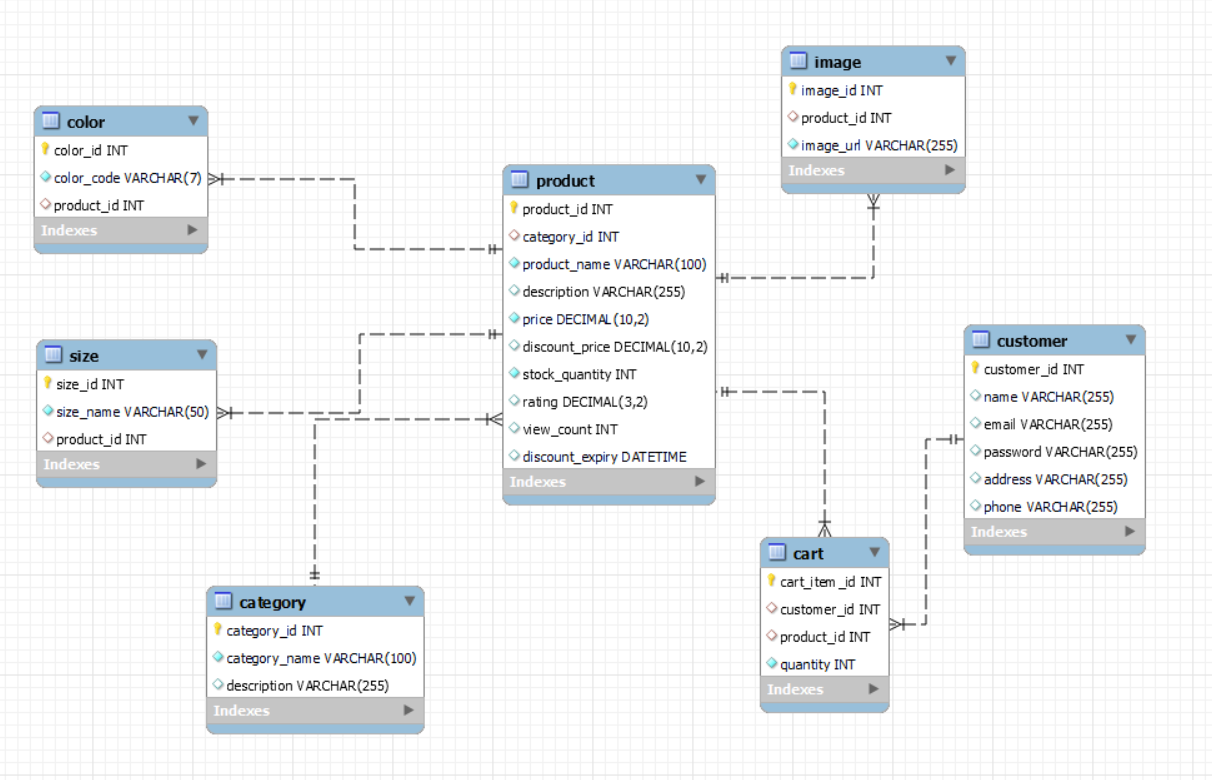 color
color_id INT
color_code VARCHAR(7)
product_id INT
Indexes
size
size_id INT
size_name VARCHAR(50)
product_id INT
Indexes
category
category_id INT
category_name VARCHAR(100)
description VARCHAR(255)
Indexes
product
product_id INT
category_id INT
product_name VARCHAR(100)
description VARCHAR(255)
price DECIMAL(10,2)
discount_price DECIMAL(10,2)
stock_quantity INT
rating DECIMAL(3,2)
view_count INT
discount_expiry DATETIME
Indexes
image
image_id INT
product_id INT
image_url VARCHAR(255)
Indexes
customer
customer_id INT
name VARCHAR(255)
email VARCHAR(255)
password VARCHAR(255)
address VARCHAR(255)
phone VARCHAR(255)
Indexes
cart
cart_item_id INT
customer_id INT
product_id INT
quantity INT
Indexes